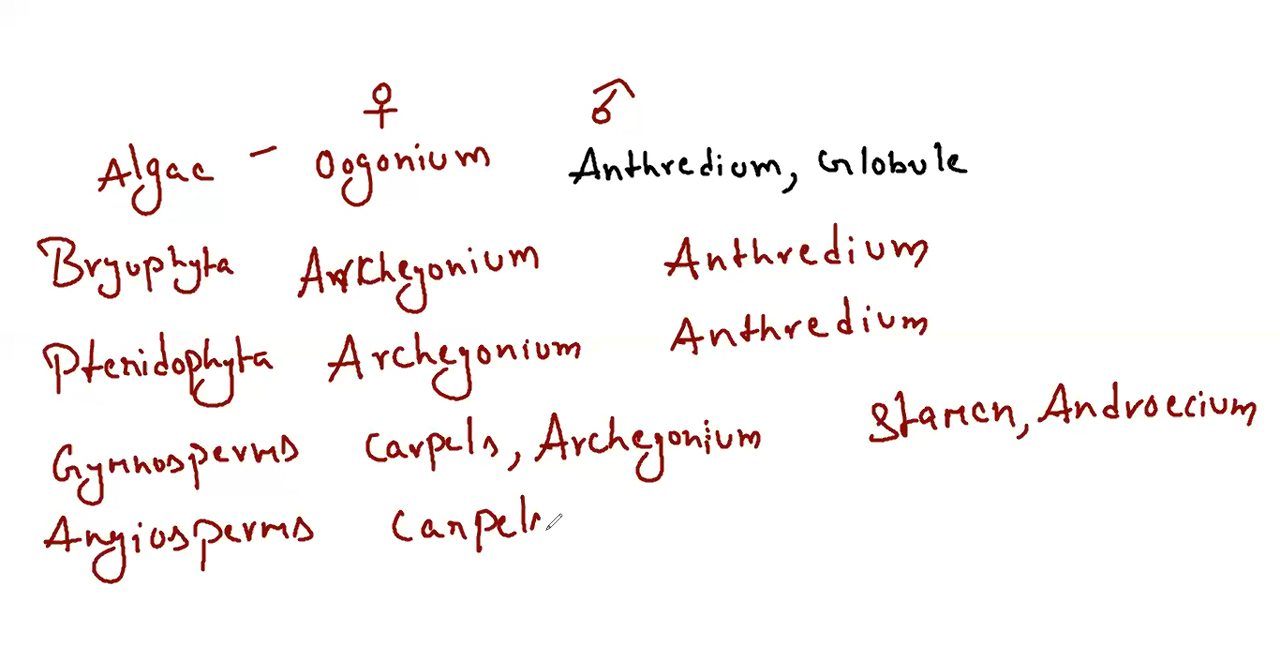 ♀ ♂
Algae - Oogonium Anthredium, Globule
Bryophyta Archegonium Anthredium
Pteridophyta Archegonium Anthredium
Gymnosperms Carpels, Archegonium Stamen, Androecium
Angiosperms Carpels